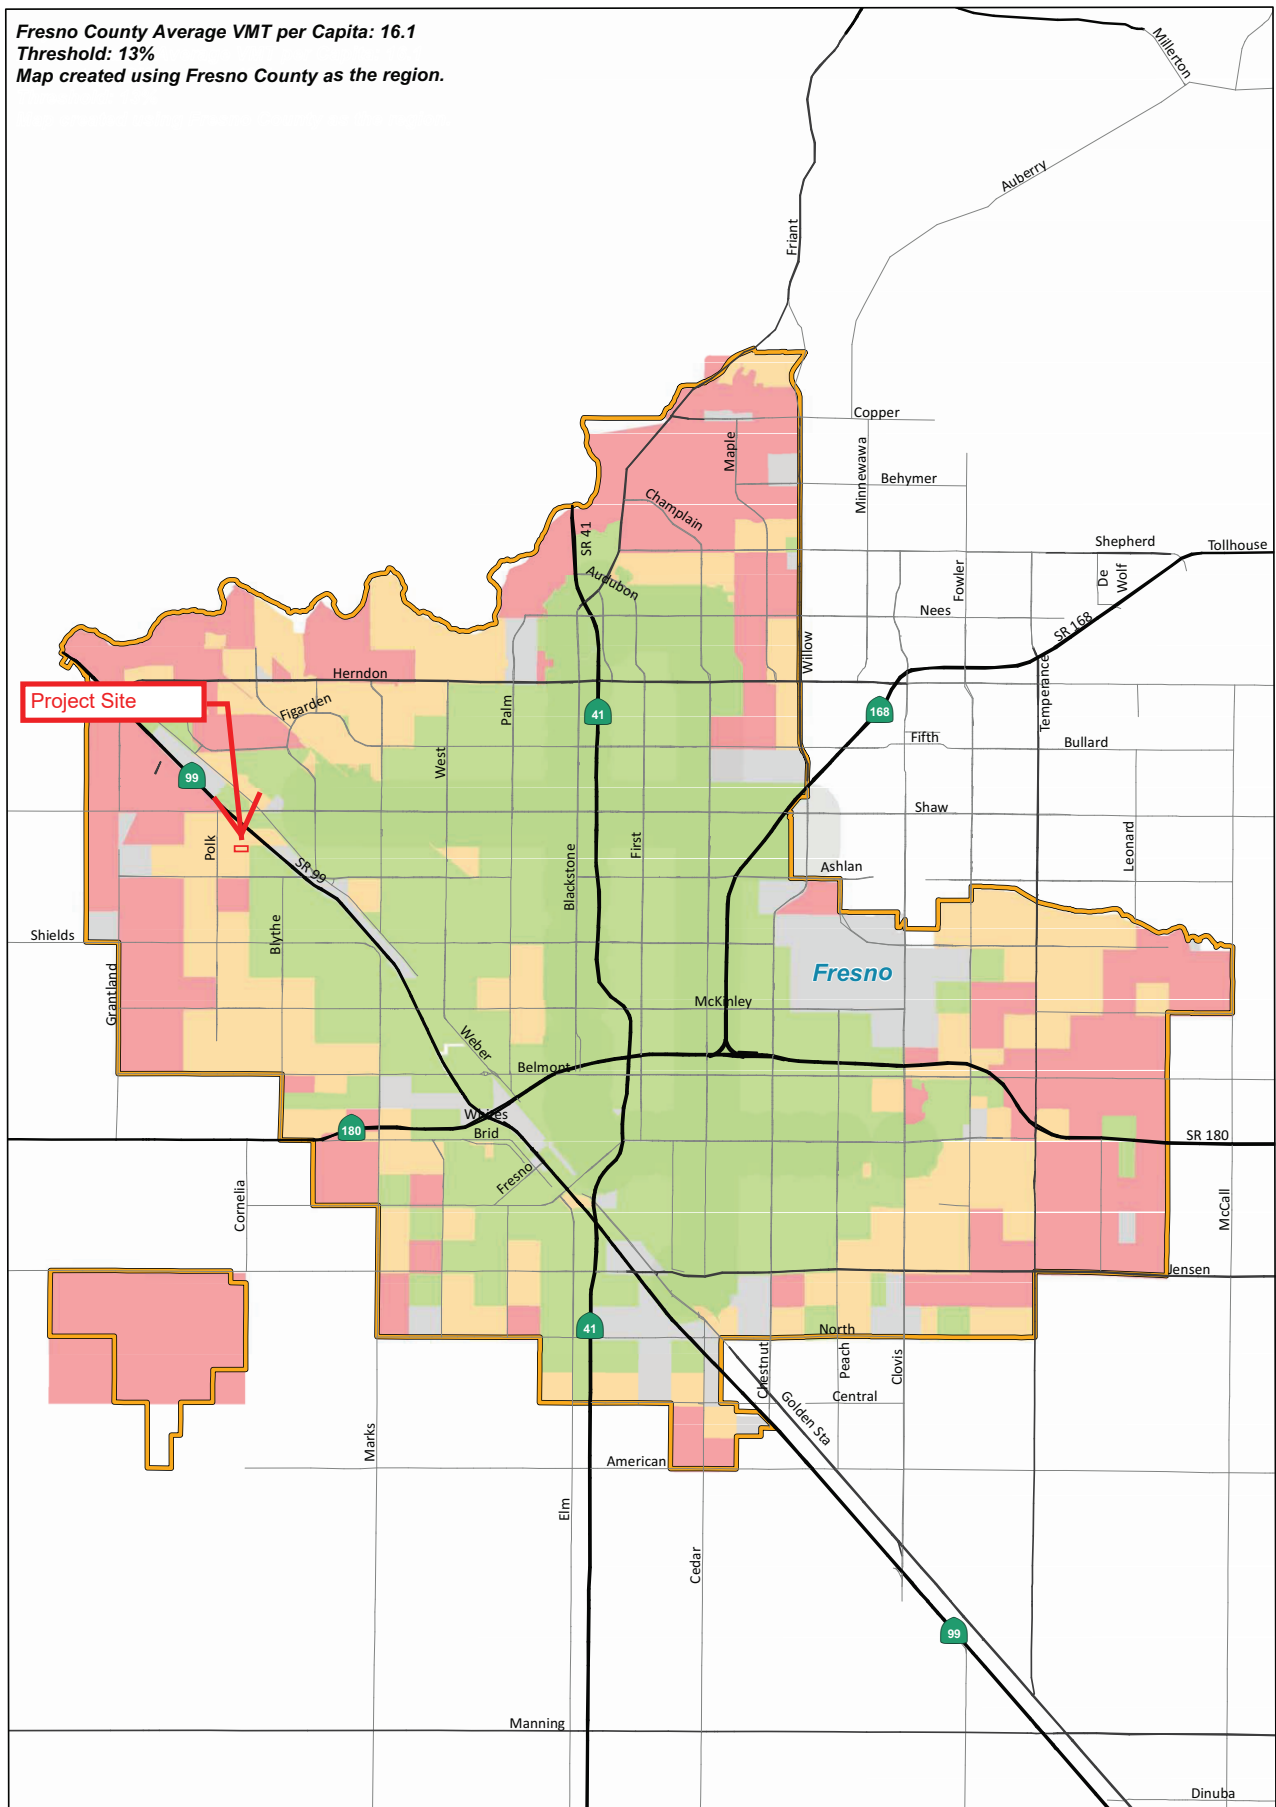 Fresno County Average VMT per Capita: 16.1
Threshold: 13%
Map created using Fresno County as the region.
Millerton
Auberry
Friant
Copper
Maple
Minnewawa
Behymer
Champlain
SR 41
Shepherd
Tollhouse
De
Wolf
Audubon
Fowler
Nees
SR 168
Willow
Temperance
Herndon
Project Site
Figarden
Palm
41
168
West
Fifth
Bullard
99
Shaw
Polk
First
Leonard
SR 99
Blackstone
Ashlan
Blythe
Shields
Fresno
Grantland
McKinley
Weber
Belmont
Whites
Brid
180
SR 180
Fresno
Cornelia
McCall
Jensen
41
North
Chestnut
Peach
Clovis
Central
Golden Sta
Marks
American
Elm
Cedar
99
Manning
Dinuba